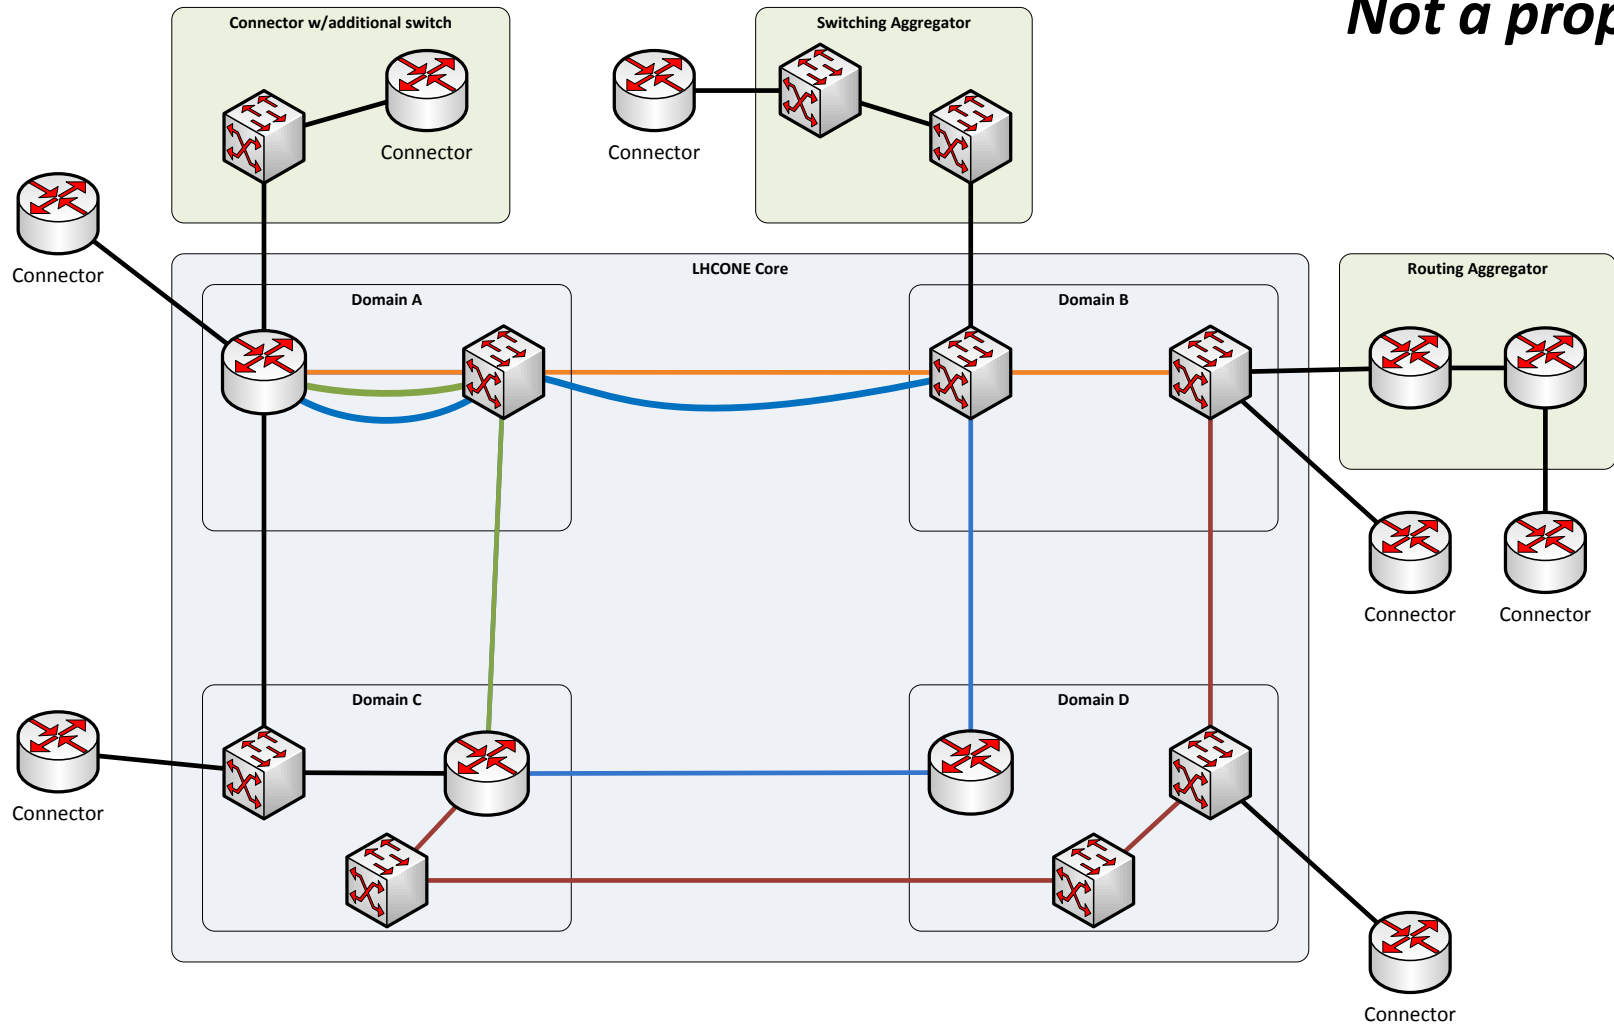 Not a prop
Connector w/additional switch
Switching Aggregator
Connector
Connector
Connector
LHCONE Core
Routing Aggregator
Domain A
Domain B
Connector
Connector
Domain C
Domain D
Connector
Connector